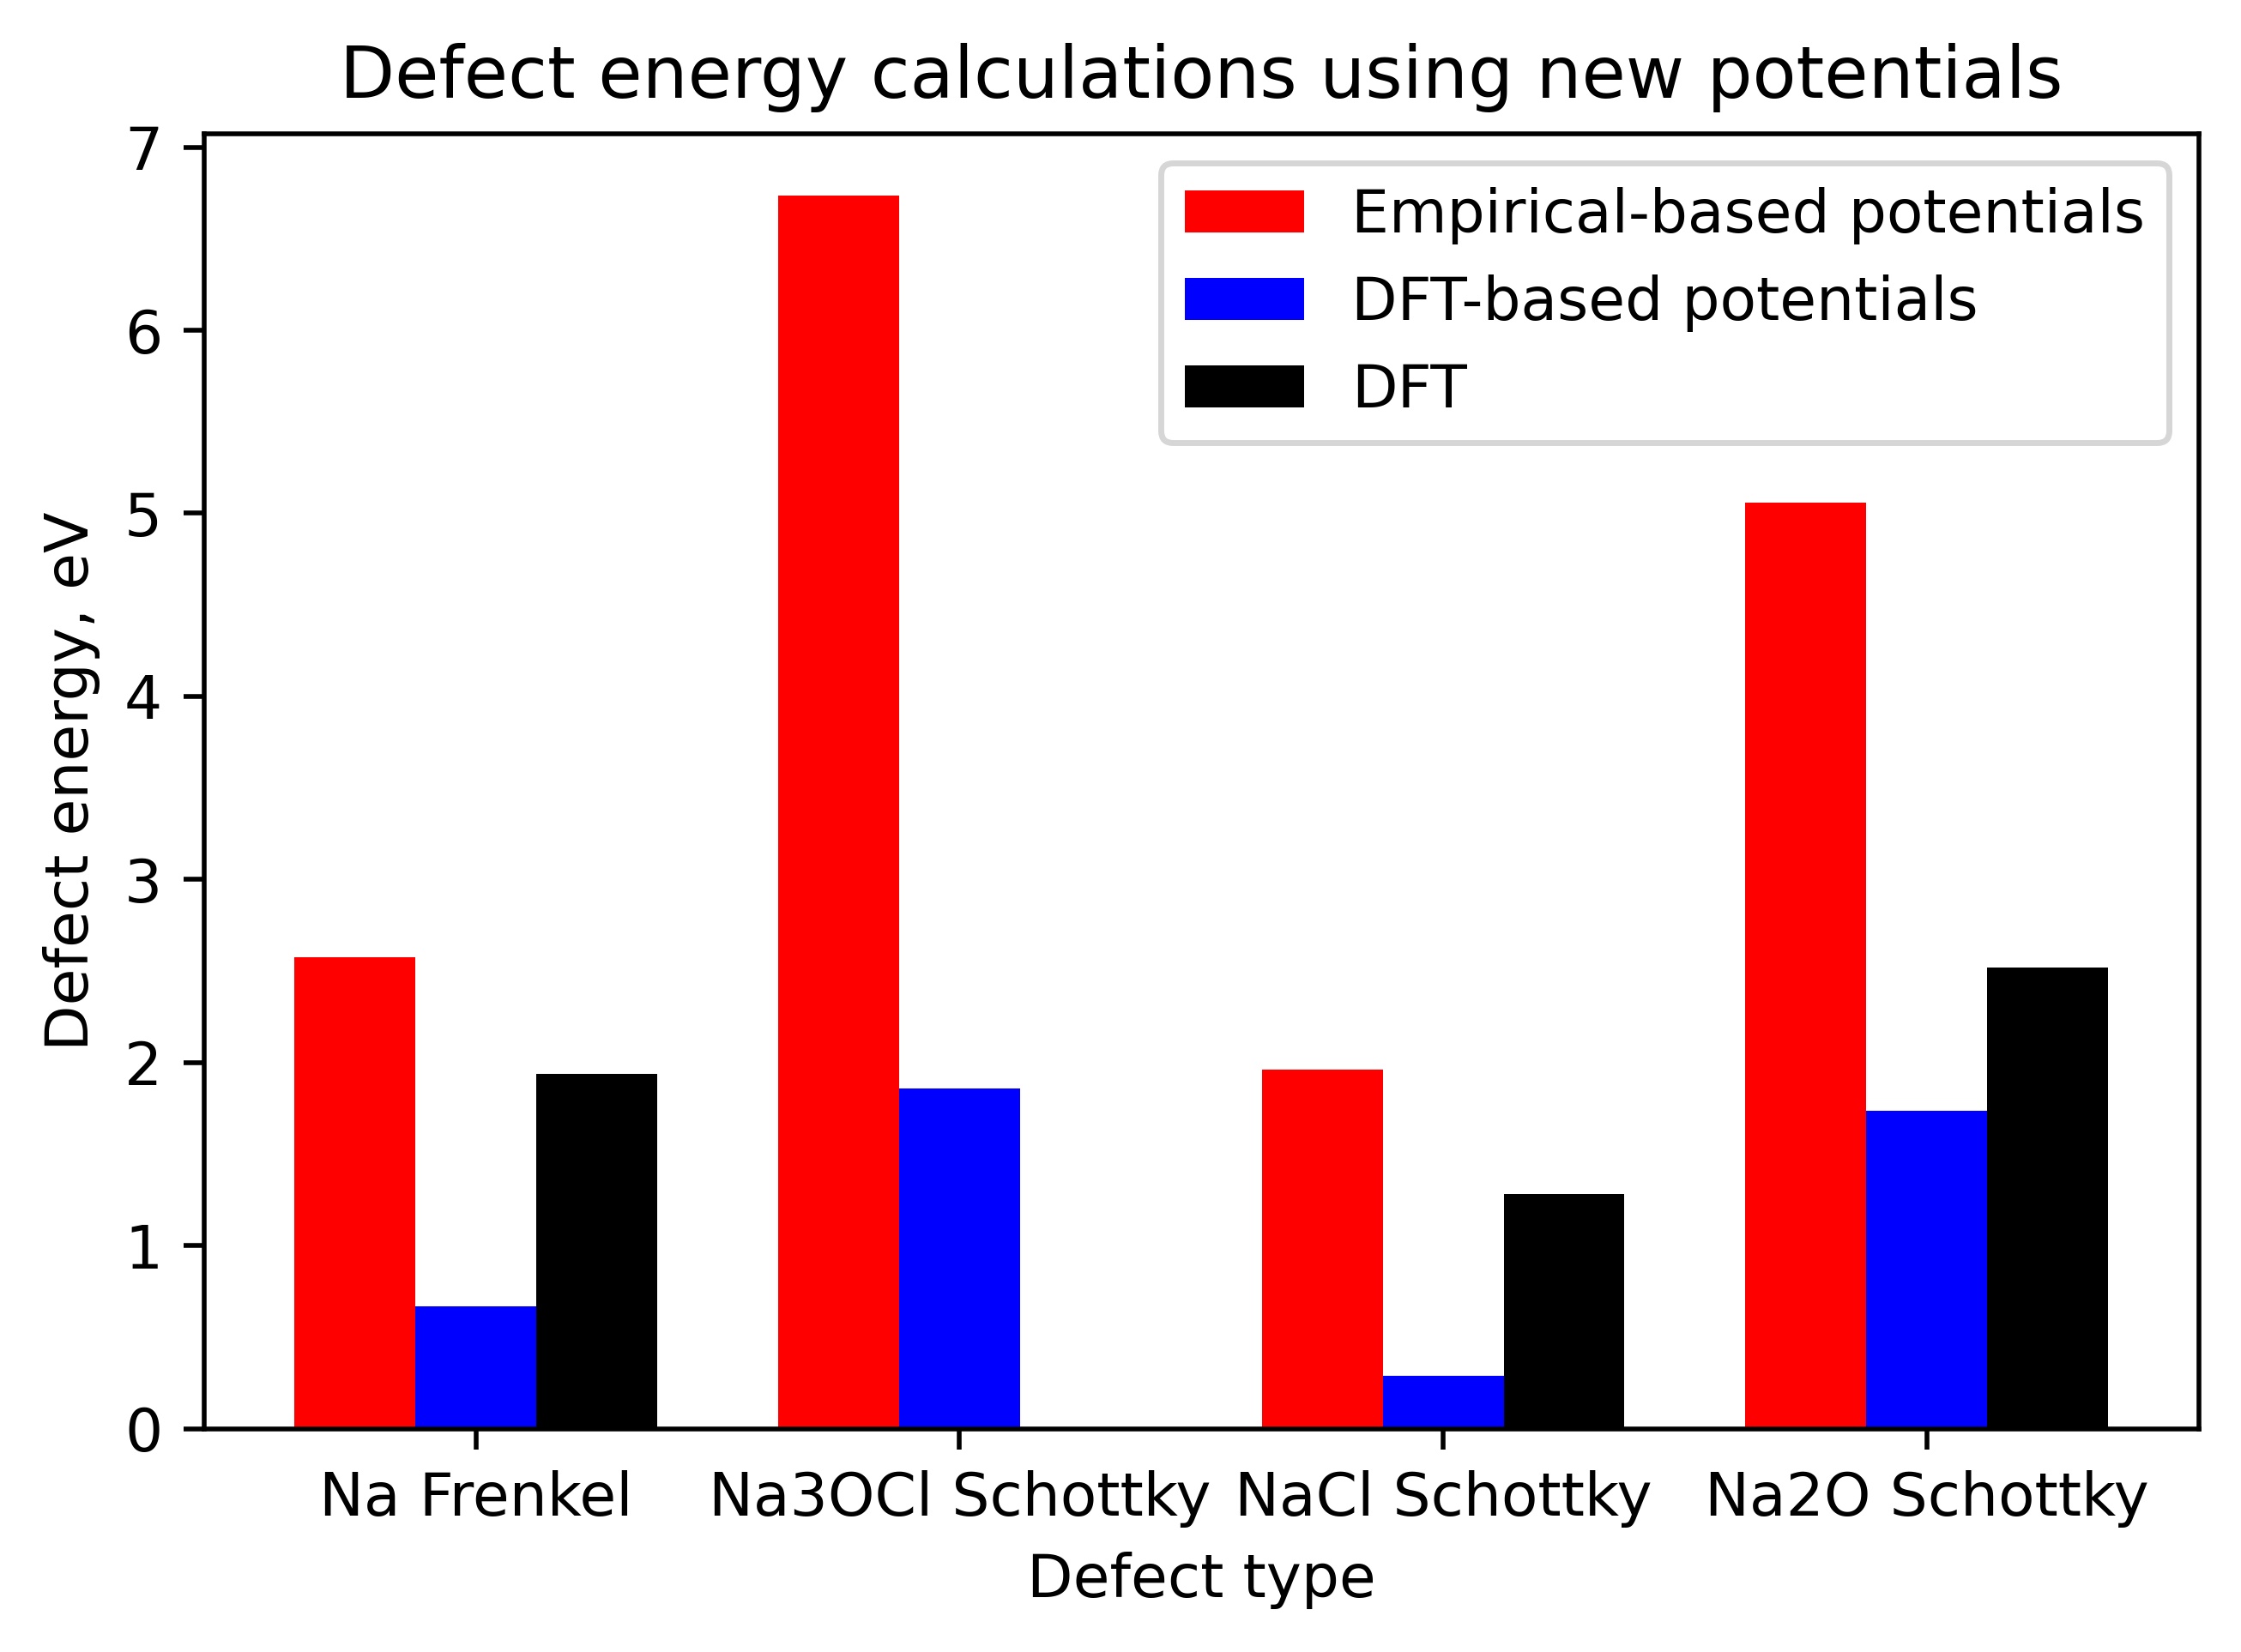 Defect energy calculations using new potentials
7
6
5
4
3
2
1
0
Defect energy, eV
Empirical-based potentials
DFT-based potentials
DFT
Na Frenkel
Na3OCl Schottky
NaCl Schottky
Na2O Schottky
Defect type